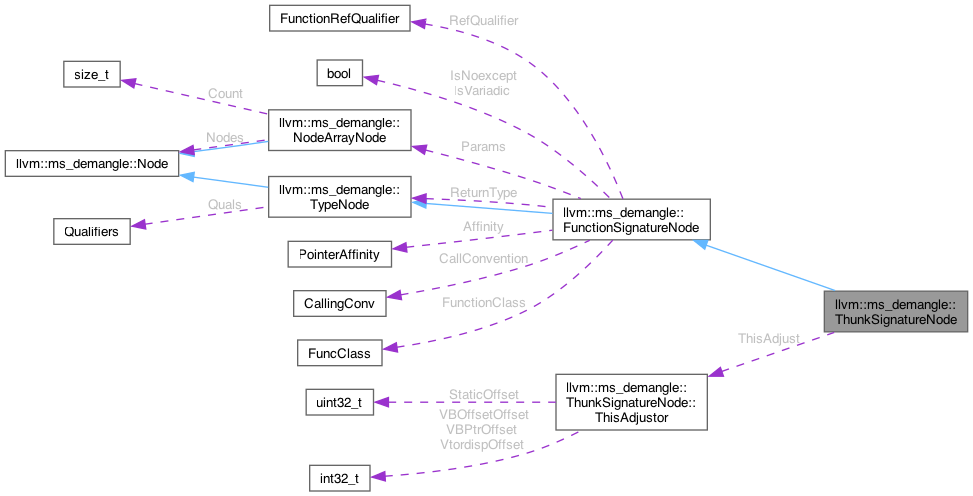 FunctionRefQualifier
RefQualifier
bool
IsNoexcept
IsVariadic
size_t
Count
llvm::ms_demangle::
NodeArrayNode
Nodes
Params
llvm::ms_demangle::Node
llvm::ms_demangle::
TypeNode
ReturnType
Quals
Qualifiers
llvm::ms_demangle::
FunctionSignatureNode
Affinity
PointerAffinity
CallConvention
CallingConv
FunctionClass
FuncClass
llvm::ms_demangle::
ThunkSignatureNode
ThisAdjust
llvm::ms_demangle::
ThunkSignatureNode::
ThisAdjustor
StaticOffset
uint32_t
VBOffsetOffset
VBPtrOffset
VtordispOffset
int32_t